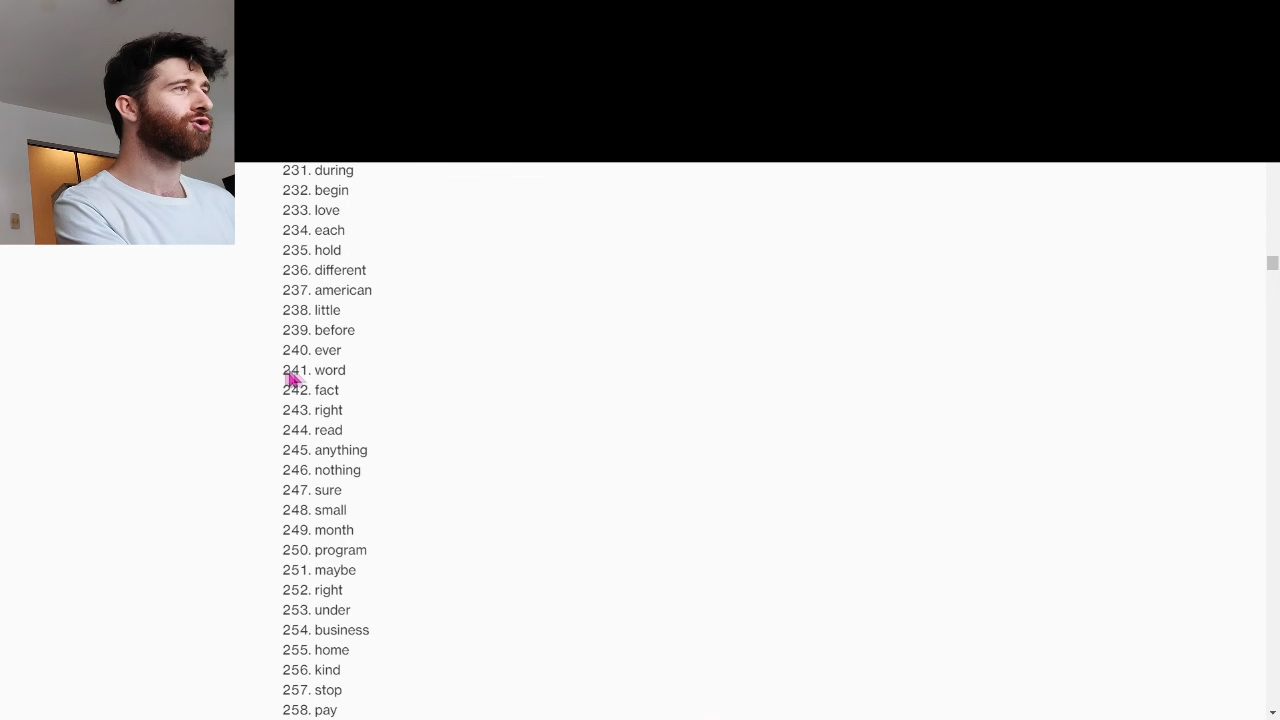 231. during
232. begin
233. love
234. each
235. hold
236. different
237. american
238. little
239. before
240. ever
241. word
242. fact
243. right
244. read
245. anything
246. nothing
247. sure
248. small
249. month
250. program
251. maybe
252. right
253. under
254. business
255. home
256. kind
257. stop
258. pay